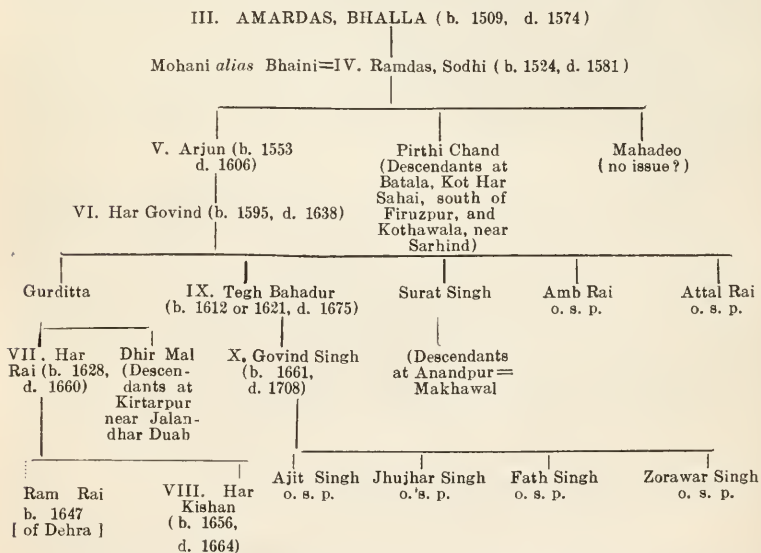 III. AMARDAS, BHALLA (b. 1509, d. 1574)
Mohani alias Bhaini=IV. Ramdas, Sodhi (b. 1524, d. 1581)
V. Arjun (b. 1553
d. 1606)
Pirthi Chand
(Descendants at
Batala, Kot Har
Sahai, south of
Firuzpur, and
Kothawala, near
Sarhind)
Mahadeo
(no issue?)
VI. Har Govind (b. 1595, d. 1638)
Gurditta
IX. Tegh Bahadur
(b. 1612 or 1621, d. 1675)
Surat Singh
Amb Rai
o. s. p.
Attal Rai
o. s. p.
VII. Har
Rai (b. 1628,
d. 1660)
Dhir Mal
(Descen-
dants at
Kirtarpur
near Jalan-
dhar Duab
X. Govind Singh
(b. 1661,
d. 1708)
(Descendants
at Anandpur=
Makhawal
Ram Rai
b. 1647
[ of Dehra ]
VIII. Har
Kishan
(b. 1656,
d. 1664)
Ajit Singh
o. s. p.
Jhujhar Singh
o. s. p.
Fath Singh
o. s. p.
Zorawar Singh
o. s. p.